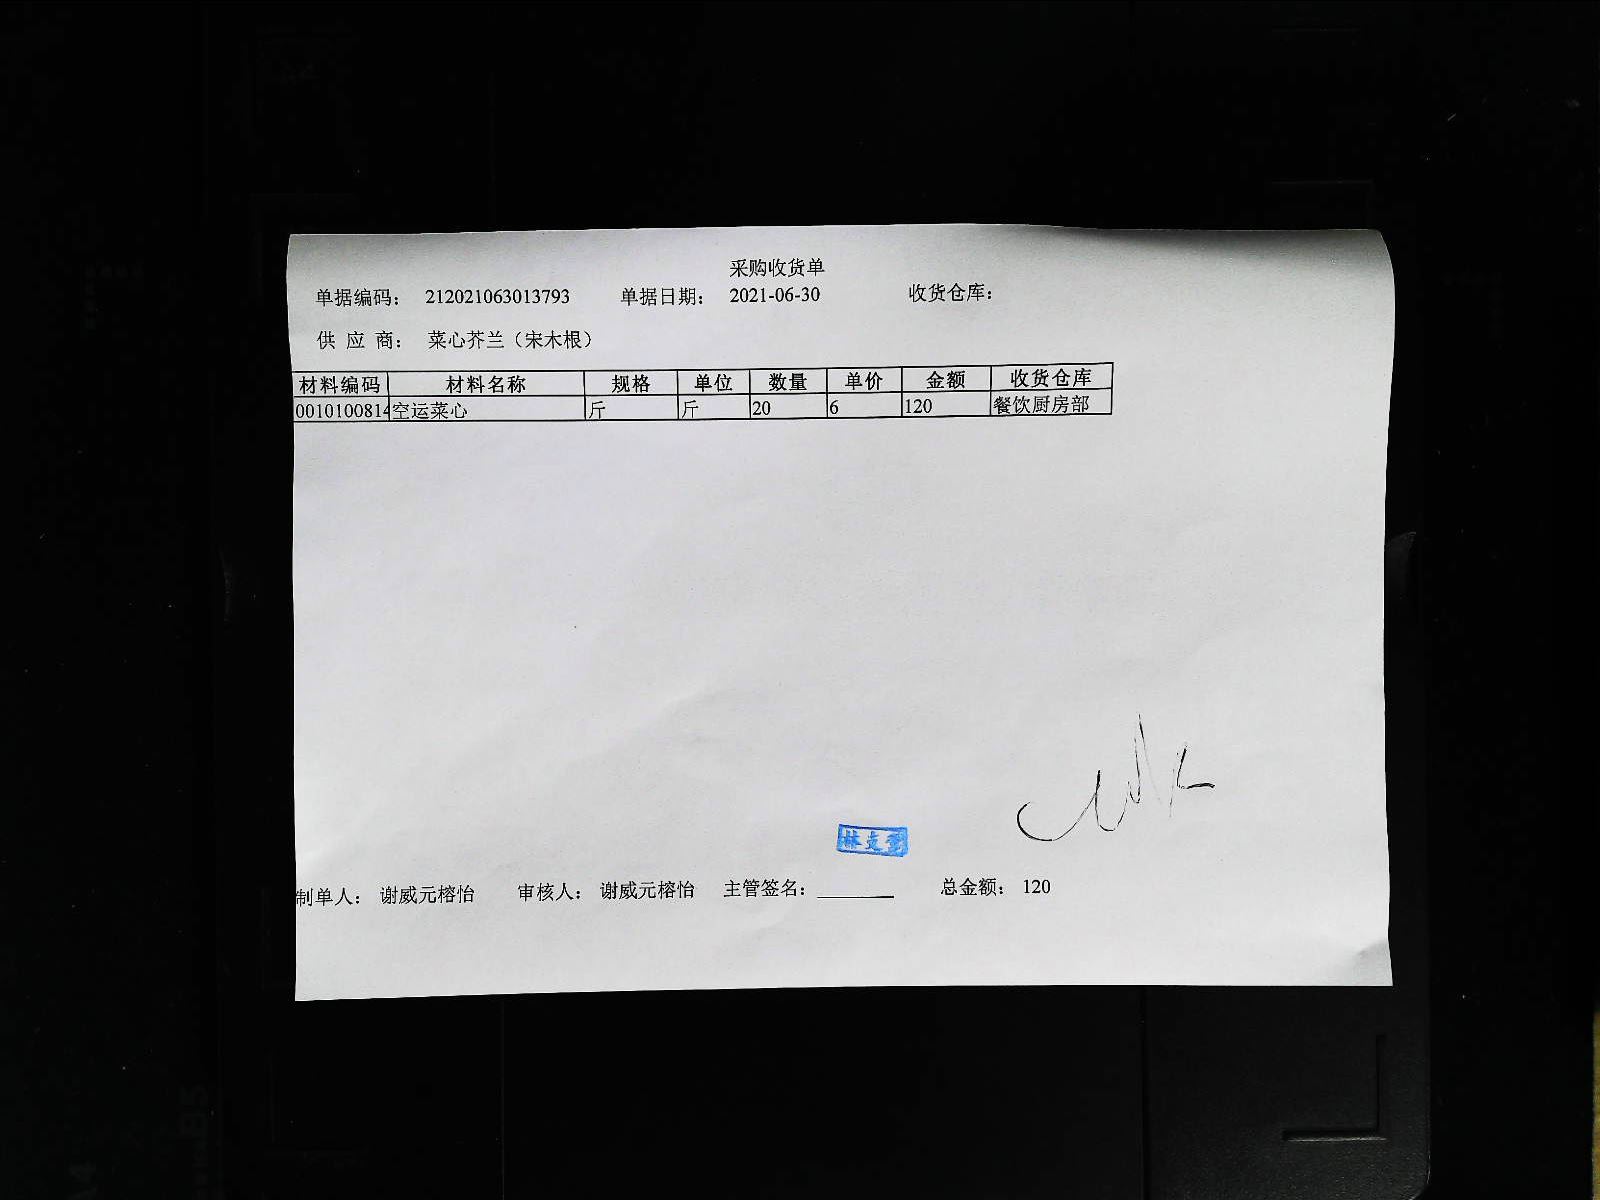 采购收货单
单据编码： 212021063013793 单据日期： 2021-06-30 收货仓库：
供 应 商： 菜心芥兰（宋木根）
材料编码 材料名称 规格 单位 数量 单价 金额 收货仓库
0010100814 空运菜心 斤 斤 20 6 120 餐饮厨房部
制单人： 谢威元榕怡 审核人： 谢威元榕怡 主管签名： 总金额： 120